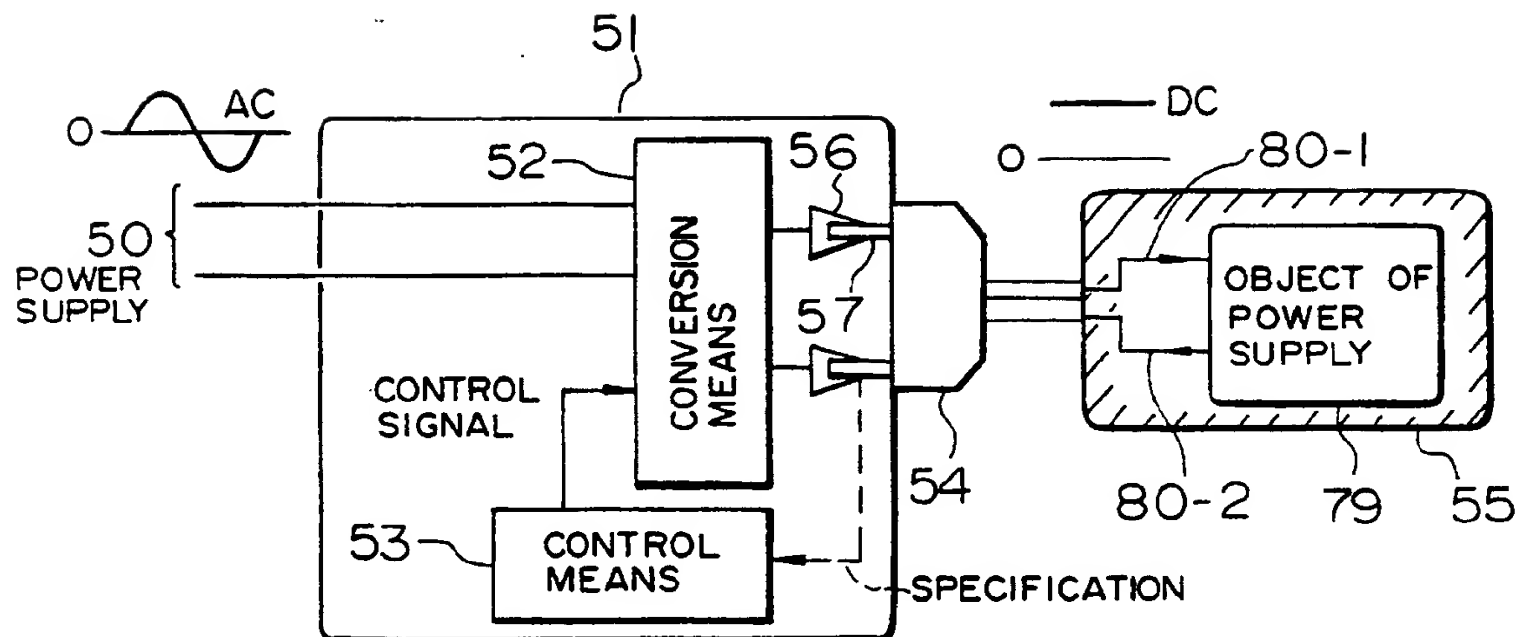 51
AC
0
DC
0
80-1
52
56
50
POWER
SUPPLY
CONVERSION
MEANS
57
OBJECT OF
POWER
SUPPLY
CONTROL
SIGNAL
54
80-2
79
55
53
CONTROL
MEANS
SPECIFICATION